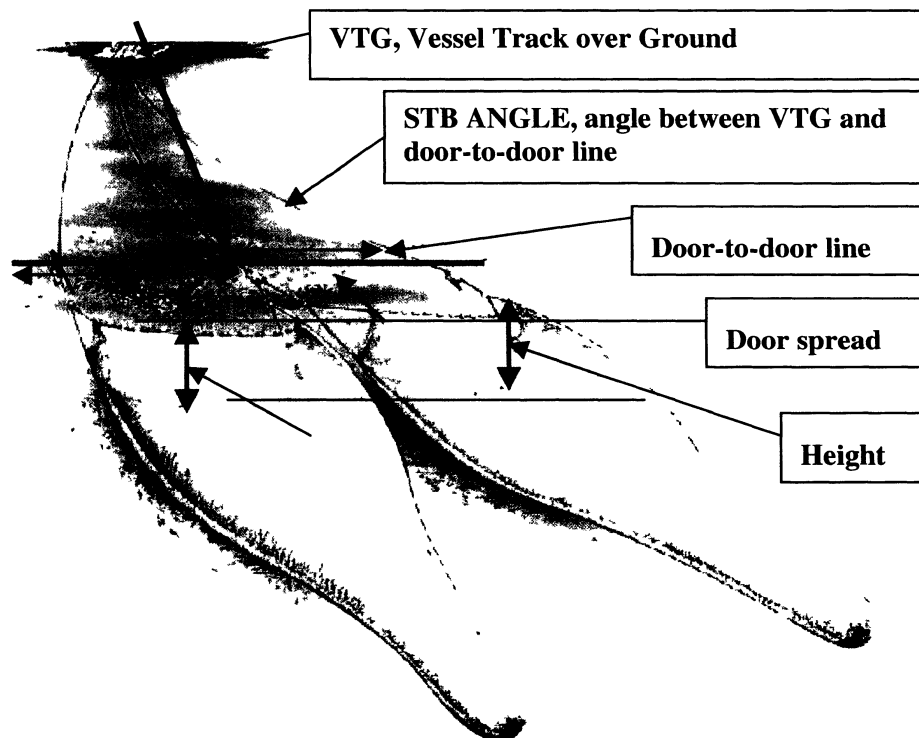 VTG, Vessel Track over Ground
STB ANGLE, angle between VTG and
door-to-door line
Door-to-door line
Door spread
Height